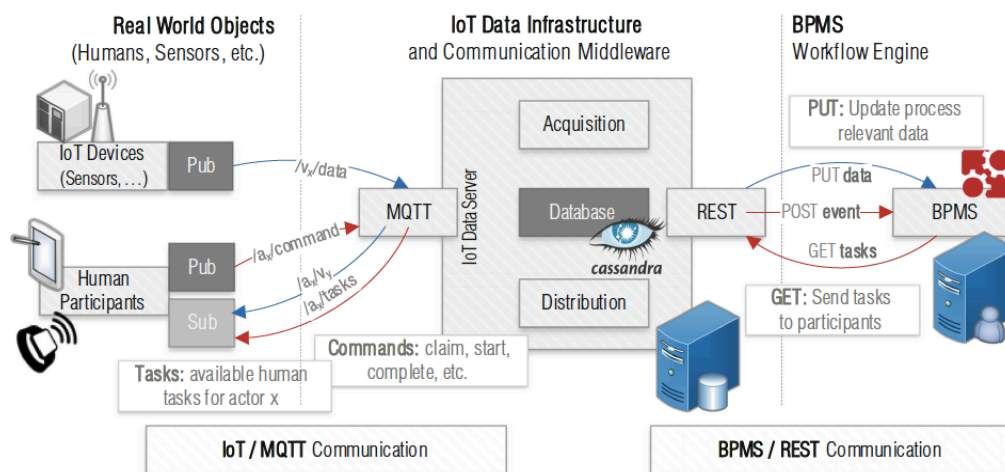 Real World Objects
(Humans, Sensors, etc.)
IoT Data Infrastructure
and Communication Middleware
BPMS
Workflow Engine
IoT Devices
(Sensors, ...)
Pub
/vx/data
MQTT
IoT Data Server
Acquisition
Database
cassandra
Distribution
REST
PUT: Update process
relevant data
PUT data
POST event
GET tasks
BPMS
Human
Participants
Pub
Sub
/ax/command
/ax/vy
/ax/tasks
GET: Send tasks
to participants
Commands: claim, start,
complete, etc.
Tasks: available human
tasks for actor x
IoT / MQTT Communication
BPMS / REST Communication